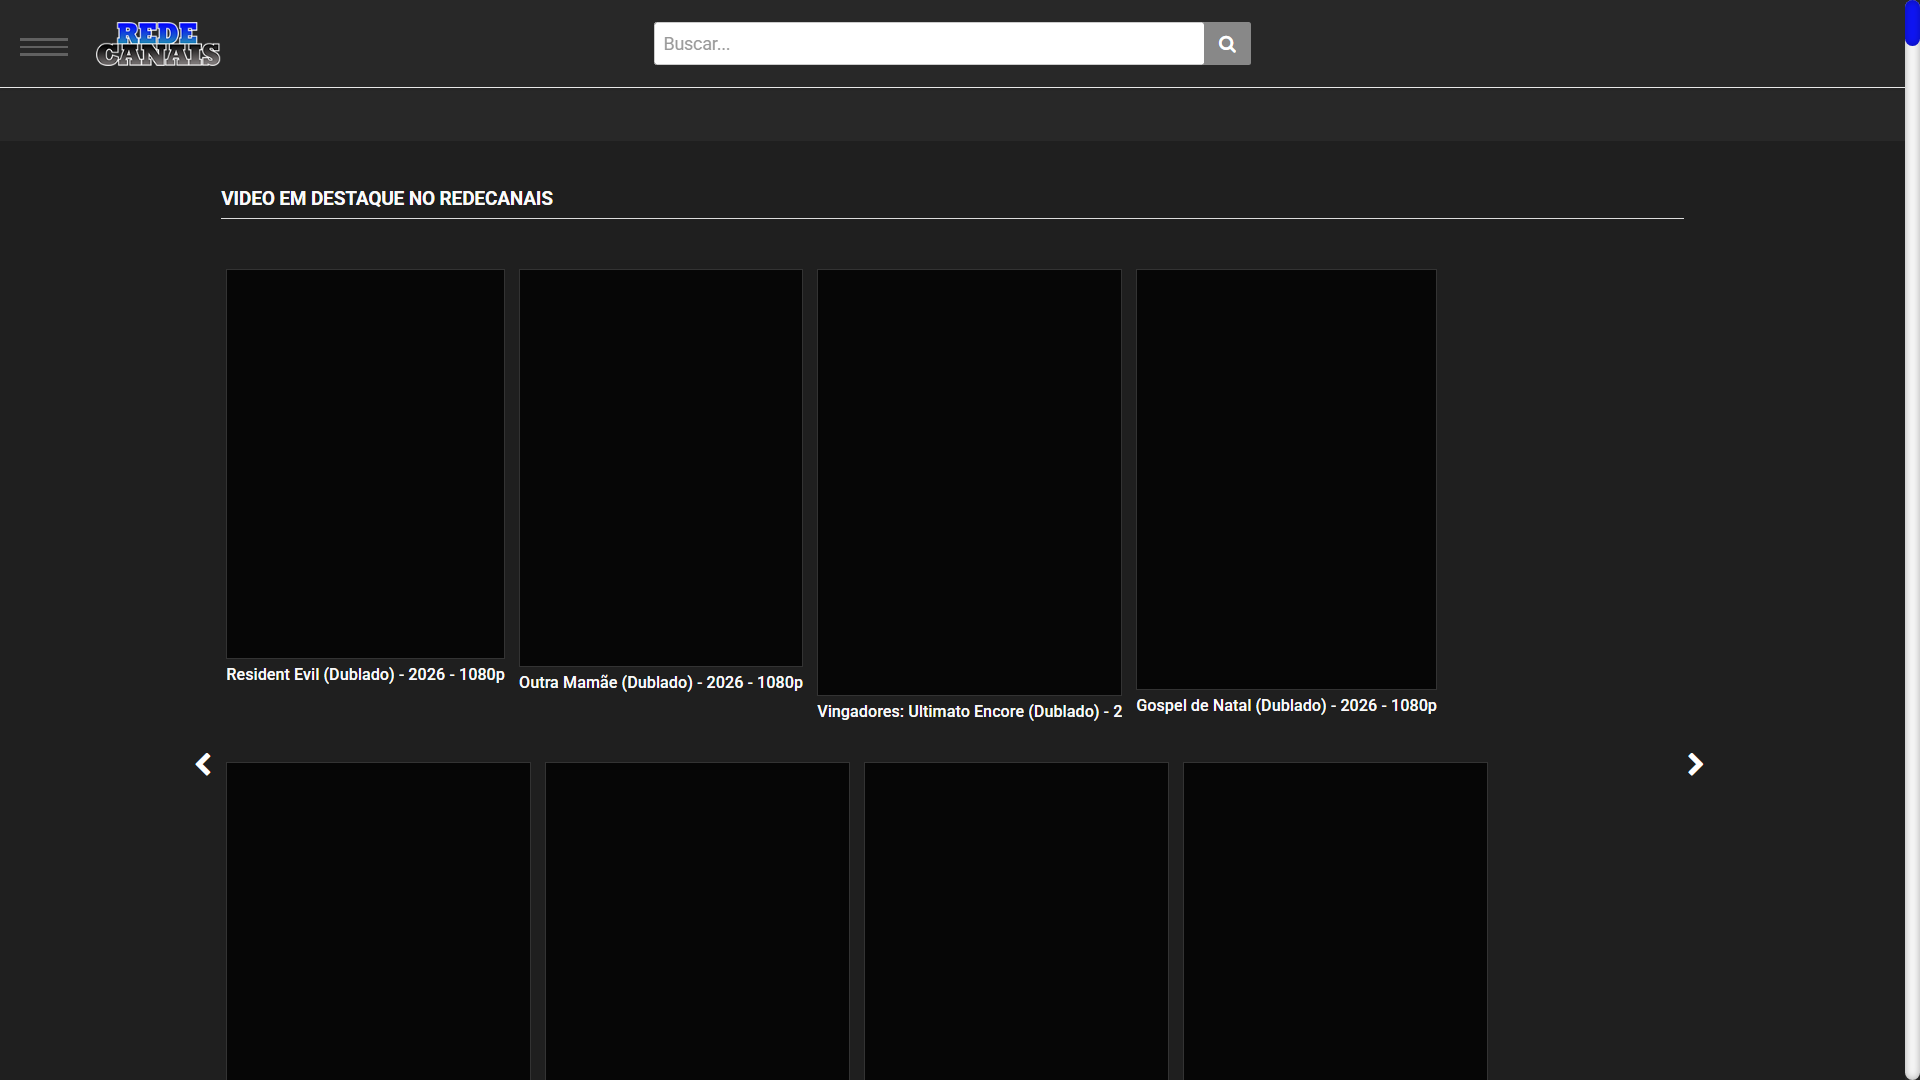 REDE
CANAIS
Buscar...
VIDEO EM DESTAQUE NO REDECANAIS
Resident Evil (Dublado) - 2026 - 1080p
Outra Mamãe (Dublado) - 2026 - 1080p
Vingadores: Ultimato Encore (Dublado) - 2
Gospel de Natal (Dublado) - 2026 - 1080p